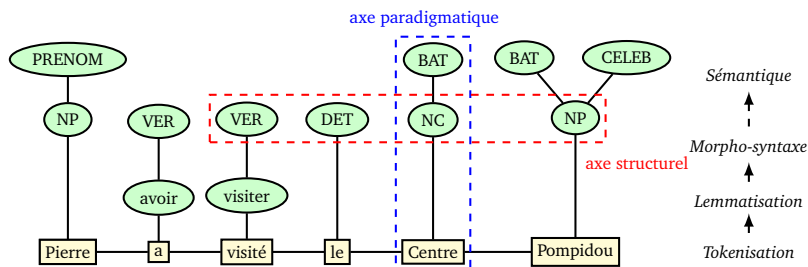 axe paradigmatique
PRENOM BAT BAT CELEB
Sémantique
NP VER VER DET NC NP
Morpho-syntaxe
axe structurel
avoir visiter
Lemmatisation
Pierre a visité le Centre Pompidou
Tokenisation